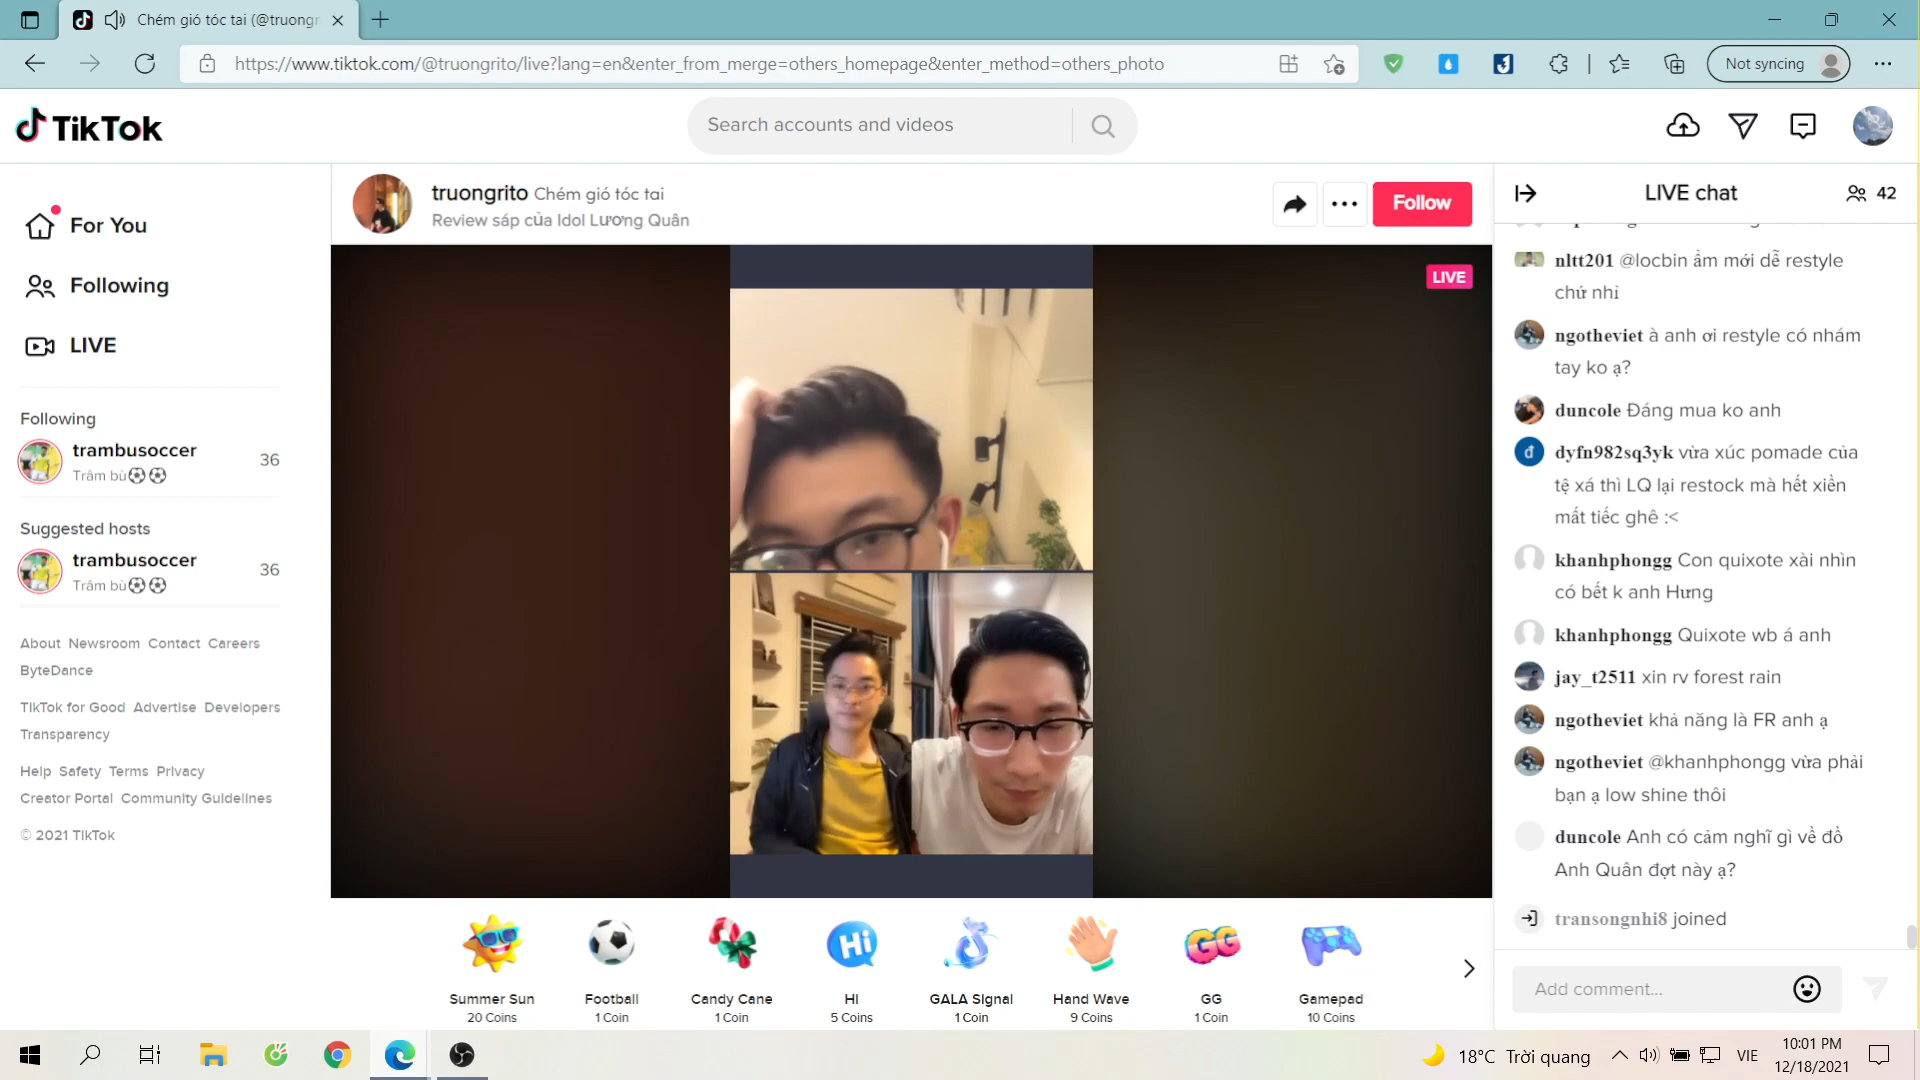 Chém gió tóc tai (@truongr
https://www.tiktok.com/@truongrito/live?lang=en&enter_from_merge=others_homepage&enter_method=others_photo
Not syncing
TikTok
Search accounts and videos
For You
Following
LIVE
Following
trambusoccer
Trâm bù
36
Suggested hosts
trambusoccer
Trâm bù
36
About Newsroom Contact Careers
ByteDance
TikTok for Good Advertise Developers
Transparency
Help Safety Terms Privacy
Creator Portal Community Guidelines
© 2021 TikTok
truongrito Chém gió tóc tai
Review sáp của Idol Lương Quân
Follow
LIVE
Summer Sun
20 Coins
Football
1 Coin
Candy Cane
1 Coin
Hi
HI
5 Coins
GALA Signal
1 Coin
Hand Wave
9 Coins
GG
GG
1 Coin
Gamepad
10 Coins
LIVE chat
42
nltt201 @locbin ẩm mới dễ restyle
chứ nhỉ
ngotheviet à anh ơi restyle có nhám
tay ko ạ?
duncole Đáng mua ko anh
đ
dyfn982sq3yk vừa xúc pomade của
tệ xá thì LQ lại restock mà hết xiền
mất tiếc ghê :<
khanhphongg Con quixote xài nhìn
có bết k anh Hưng
khanhphongg Quixote wb á anh
jay_t2511 xin rv forest rain
ngotheviet khả năng là FR anh ạ
ngotheviet @khanhphongg vừa phải
bạn ạ low shine thôi
duncole Anh có cảm nghĩ gì về đồ
Anh Quân đợt này ạ?
transongnhi8 joined
Add comment...
18°C Trời quang
VIE
10:01 PM
12/18/2021